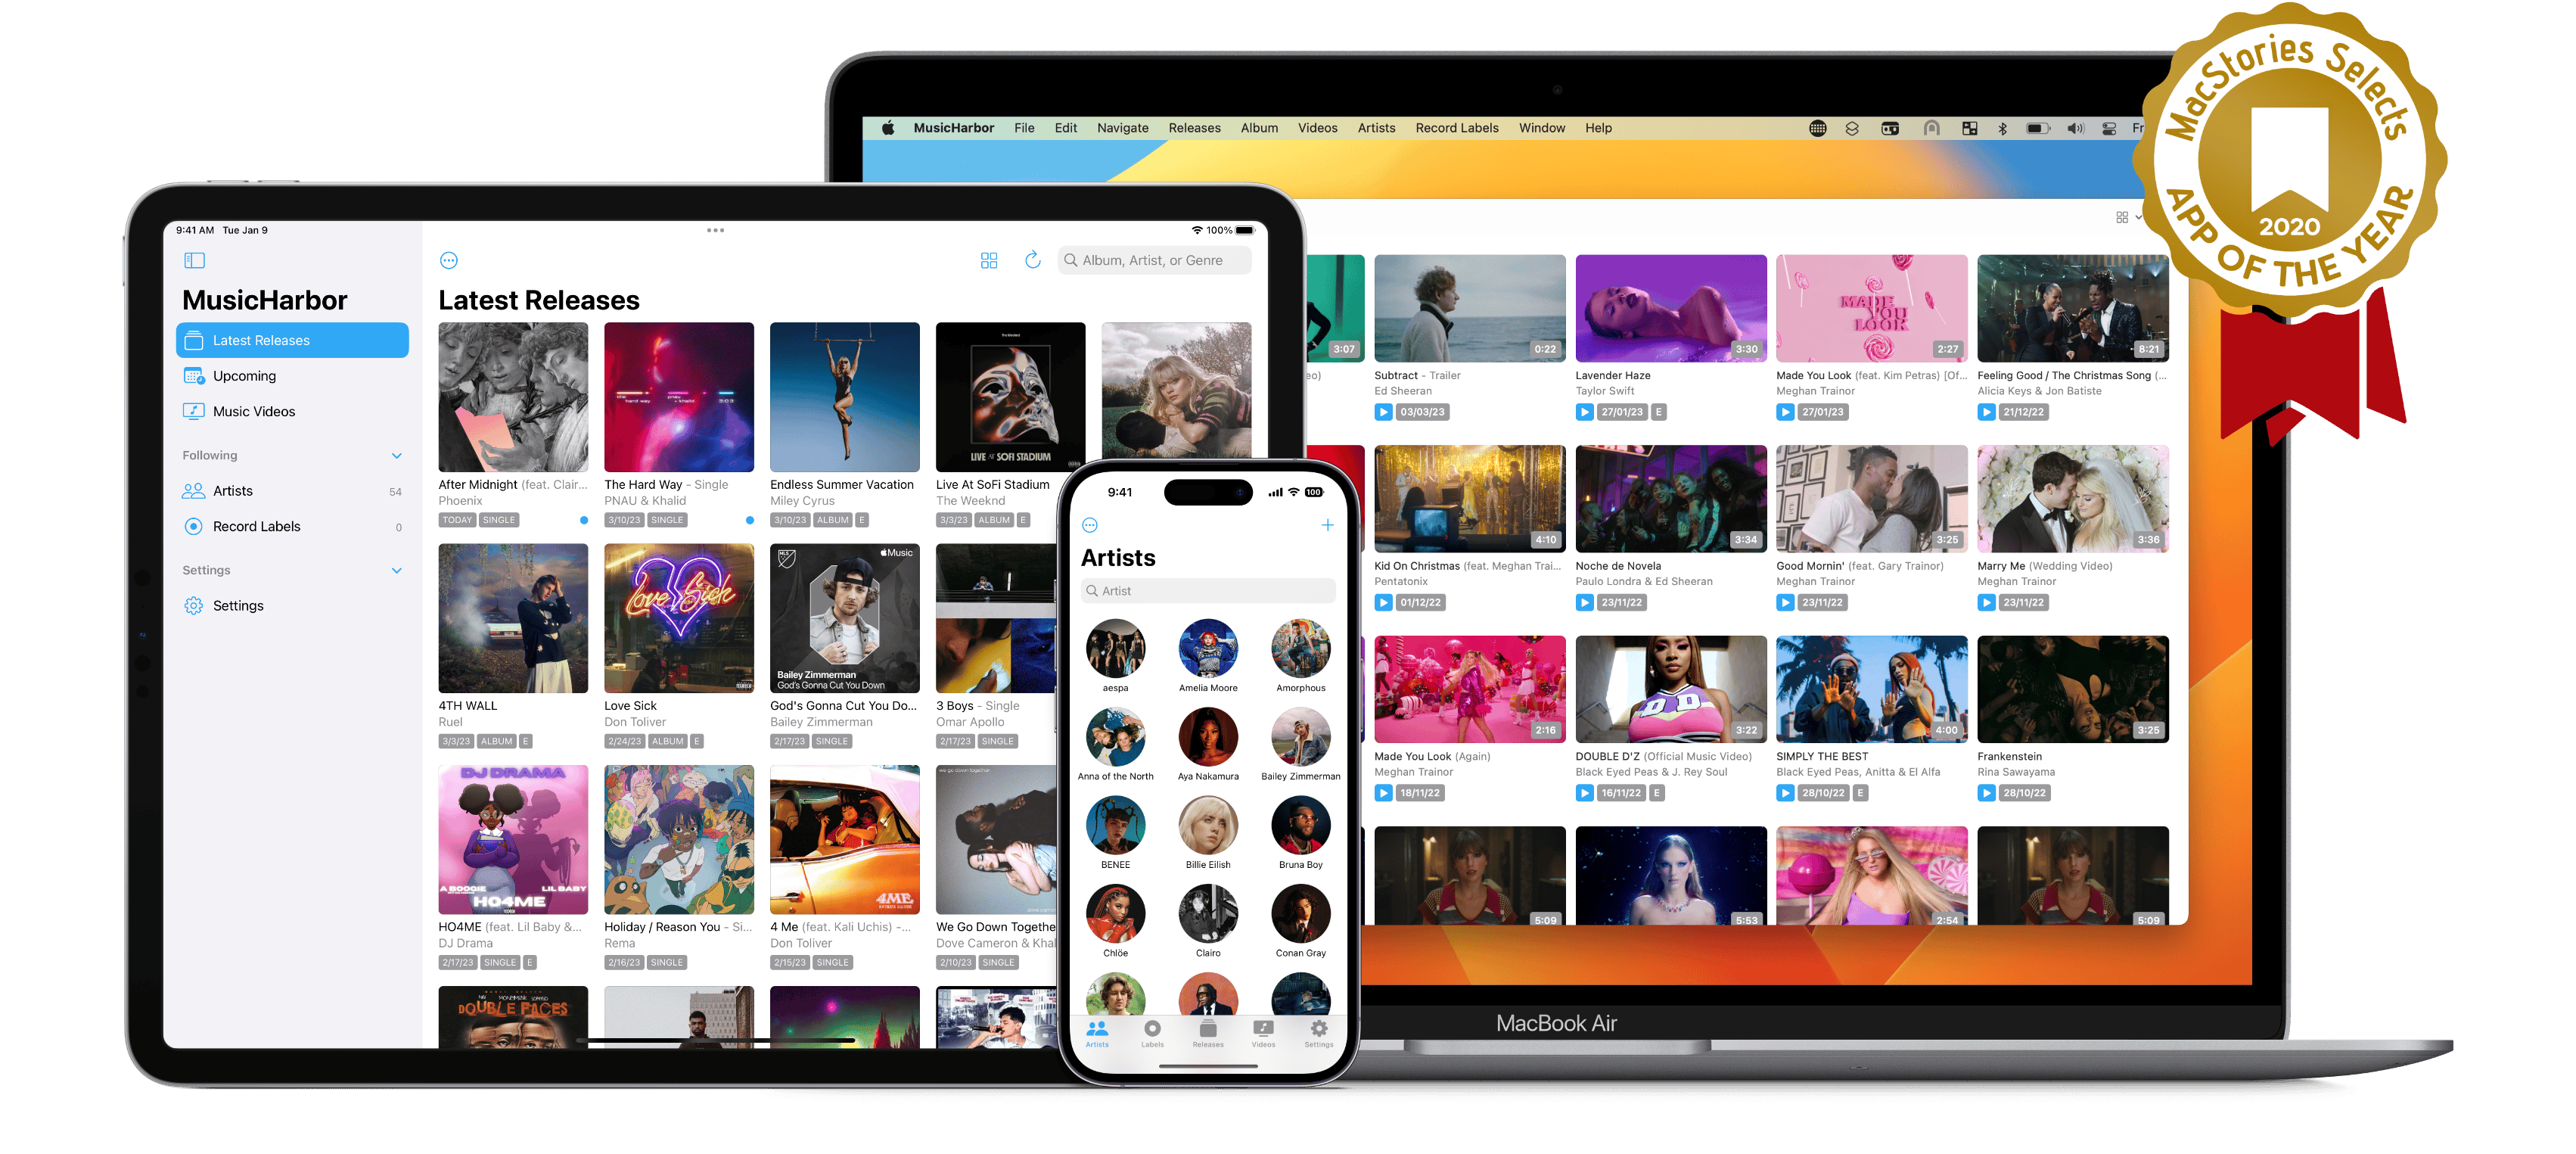 MacStories Selects
2020
APP OF THE YEAR
MusicHarbor File Edit Navigate Releases Album Videos Artists Record Labels Window Help Fr
9:41 AM Tue Jan 9
100%
MusicHarbor
Latest Releases
Upcoming
Music Videos
Following
Artists 54
Record Labels 0
Settings
Settings
Album, Artist, or Genre
Latest Releases
LIVE AT SOFI STADIUM
After Midnight (feat. Clair...
Phoenix
TODAY SINGLE
The Hard Way - Single
PNAU & Khalid
3/10/23 SINGLE
Endless Summer Vacation
Miley Cyrus
3/10/23 ALBUM E
Live At SoFi Stadium
The Weeknd
3/3/23 ALBUM E
love Sick
MLS
Music
Bailey Zimmerman
God's Gonna Cut You Down
4TH WALL
Ruel
3/3/23 ALBUM E
Love Sick
Don Toliver
2/24/23 ALBUM E
God's Gonna Cut You Do...
Bailey Zimmerman
2/17/23 SINGLE
3 Boys - Single
Omar Apollo
2/17/23 SINGLE
DJ DRAMA
A BOOGIE LIL BABY
HO4ME
4ME
we go down together
HO4ME (feat. Lil Baby &...
DJ Drama
2/17/23 SINGLE E
Holiday / Reason You - Si...
Rema
2/16/23 SINGLE
4 Me (feat. Kali Uchis) -...
Don Toliver
2/15/23 SINGLE
We Go Down Togethe
Dove Cameron & Khal
2/10/23 SINGLE
DOUBLE FACES
9:41
100
Artists
Artist
aespa
Amelia Moore
Amorphous
Anna of the North
Aya Nakamura
Bailey Zimmerman
BENEE
Billie Eilish
Bruna Boy
Chlöe
Clairo
Conan Gray
Artists Labels Releases Videos Settings
3:07
eo)
0:22
Subtract - Trailer
Ed Sheeran
03/03/23
3:30
Lavender Haze
Taylor Swift
27/01/23 E
MADE YOU LOOK
2:27
Made You Look (feat. Kim Petras) [Of...
Meghan Trainor
27/01/23
8:21
Feeling Good / The Christmas Song (...
Alicia Keys & Jon Batiste
21/12/22
4:10
Kid On Christmas (feat. Meghan Trai...
Pentatonix
01/12/22
3:34
Noche de Novela
Paulo Londra & Ed Sheeran
23/11/22
3:25
Good Mornin' (feat. Gary Trainor)
Meghan Trainor
23/11/22
3:36
Marry Me (Wedding Video)
Meghan Trainor
23/11/22
2:16
Made You Look (Again)
Meghan Trainor
18/11/22
DD
3:22
DOUBLE D'Z (Official Music Video)
Black Eyed Peas & J. Rey Soul
16/11/22 E
4:00
SIMPLY THE BEST
Black Eyed Peas, Anitta & El Alfa
28/10/22 E
3:25
Frankenstein
Rina Sawayama
28/10/22
5:09
5:53
2:54
5:09
MacBook Air